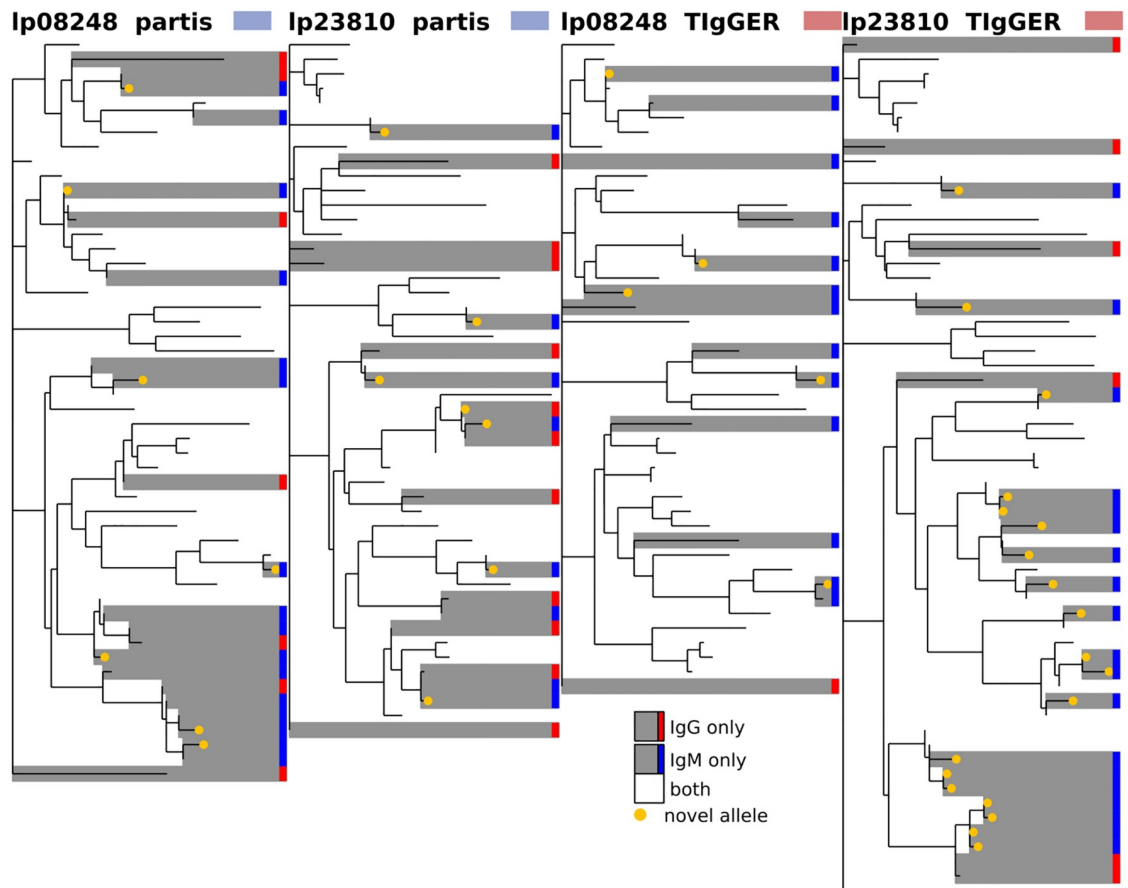 lp08248 partis
lp23810 partis
lp08248 TIgGER
lp23810 TIgGER
IgG only
IgM only
both
novel allele